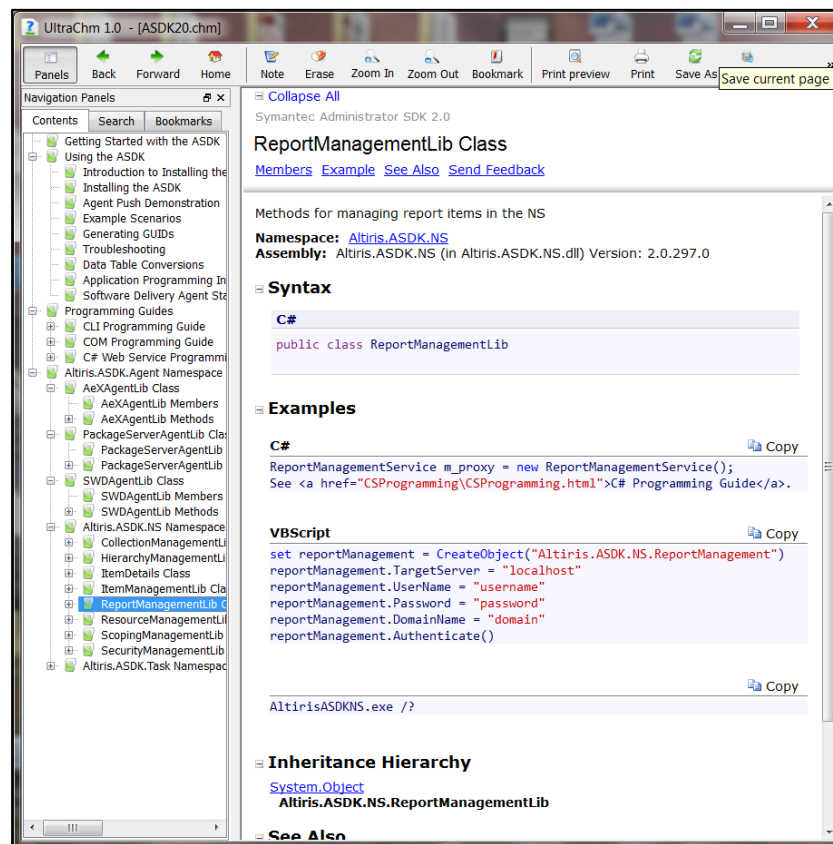 UltraChm 1.0 - [ASDK20.chm]
Panels Back Forward Home Note Erase Zoom In Zoom Out Bookmark Print preview Print Save As
Save current page
Navigation Panels
Contents Search Bookmarks
Getting Started with the ASDK
Using the ASDK
Introduction to Installing the
Installing the ASDK
Agent Push Demonstration
Example Scenarios
Generating GUIDs
Troubleshooting
Data Table Conversions
Application Programming In
Software Delivery Agent Sta
Programming Guides
CLI Programming Guide
COM Programming Guide
C# Web Service Programmi
Altiris.ASDK.Agent Namespace
AeXAgentLib Class
AeXAgentLib Members
AeXAgentLib Methods
PackageServerAgentLib Clas
PackageServerAgentLib
PackageServerAgentLib
SWDAgentLib Class
SWDAgentLib Members
SWDAgentLib Methods
Altiris.ASDK.NS Namespace
CollectionManagementLi
HierarchyManagementLi
ItemDetails Class
ItemManagementLib Cla
ReportManagementLib C
ResourceManagementLi
ScopingManagementLib
SecurityManagementLib
Altiris.ASDK.Task Namespac
Collapse All
Symantec Administrator SDK 2.0
ReportManagementLib Class
Members Example See Also Send Feedback
Methods for managing report items in the NS
Namespace: Altiris.ASDK.NS
Assembly: Altiris.ASDK.NS (in Altiris.ASDK.NS.dll) Version: 2.0.297.0
Syntax
C#
public class ReportManagementLib
Examples
C# Copy
ReportManagementService m_proxy = new ReportManagementService();
See <a href="CSProgramming\CSProgramming.html">C# Programming Guide</a>.
VBScript Copy
set reportManagement = CreateObject("Altiris.ASDK.NS.ReportManagement")
reportManagement.TargetServer = "localhost"
reportManagement.UserName = "username"
reportManagement.Password = "password"
reportManagement.DomainName = "domain"
reportManagement.Authenticate()
Copy
AltirisASDKNS.exe /?
Inheritance Hierarchy
System.Object
Altiris.ASDK.NS.ReportManagementLib
See Also